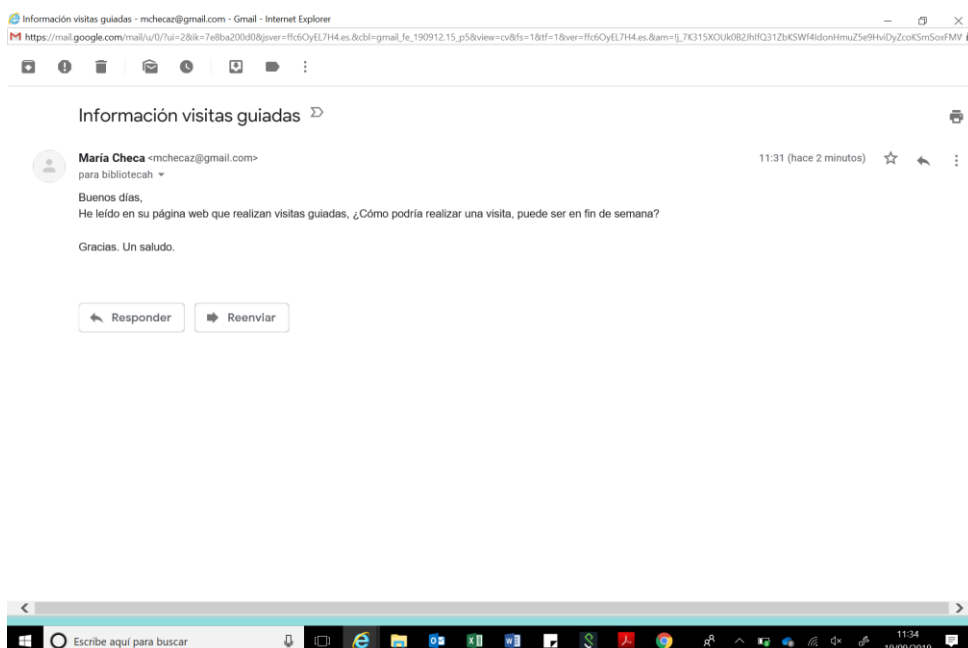 Información visitas guiadas - mchecaz@gmail.com - Gmail - Internet Explorer
Información visitas guiadas
María Checa <mchecaz@gmail.com>
11:31 (hace 2 minutos)
para bibliotecah
Buenos días,
He leído en su página web que realizan visitas guiadas, ¿Cómo podría realizar una visita, puede ser en fin de semana?
Gracias. Un saludo.
Responder
Reenviar
Escribe aquí para buscar
11:34